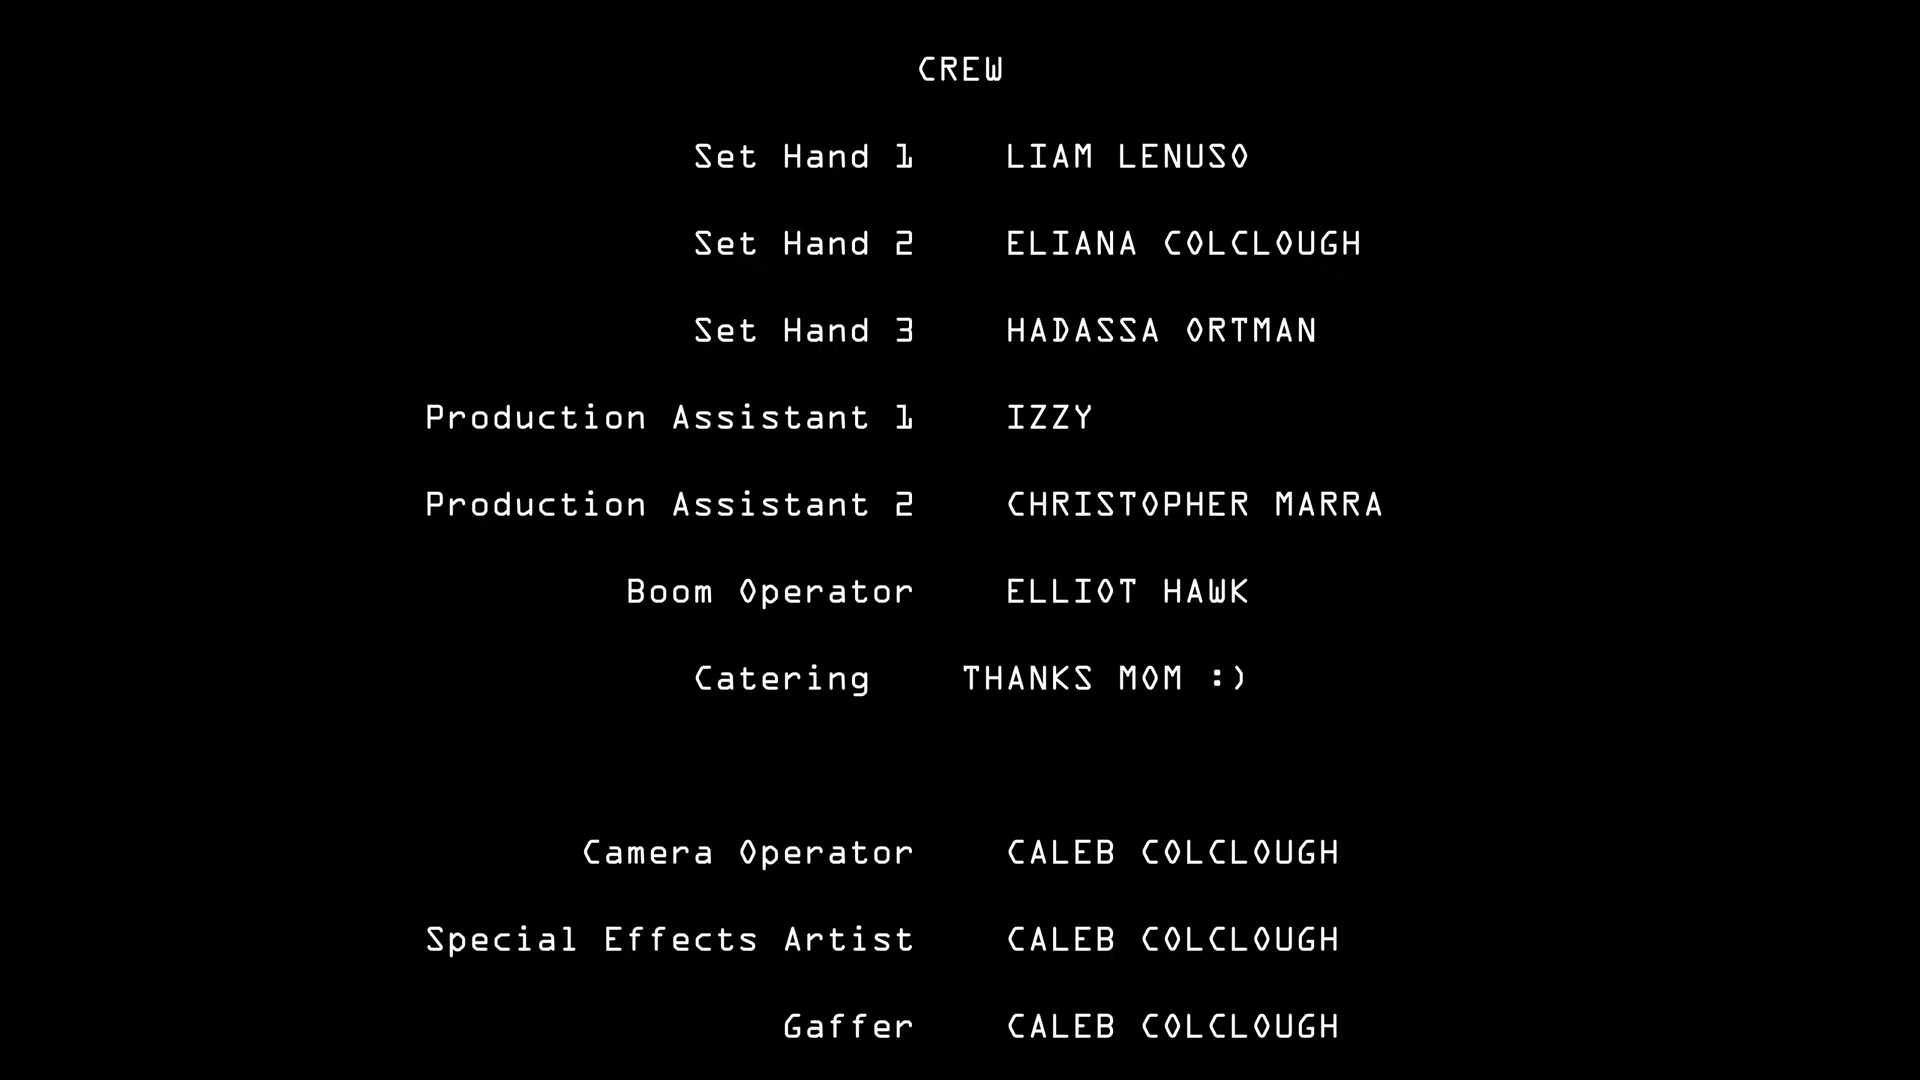 CREW
Set Hand 1 LIAM LENUSO
Set Hand 2 ELIANA COLCLOUGH
Set Hand 3 HADASSA ORTMAN
Production Assistant 1 IZZY
Production Assistant 2 CHRISTOPHER MARRA
Boom Operator ELLIOT HAWK
Catering THANKS MOM :)
Camera Operator CALEB COLCLOUGH
Special Effects Artist CALEB COLCLOUGH
Gaffer CALEB COLCLOUGH